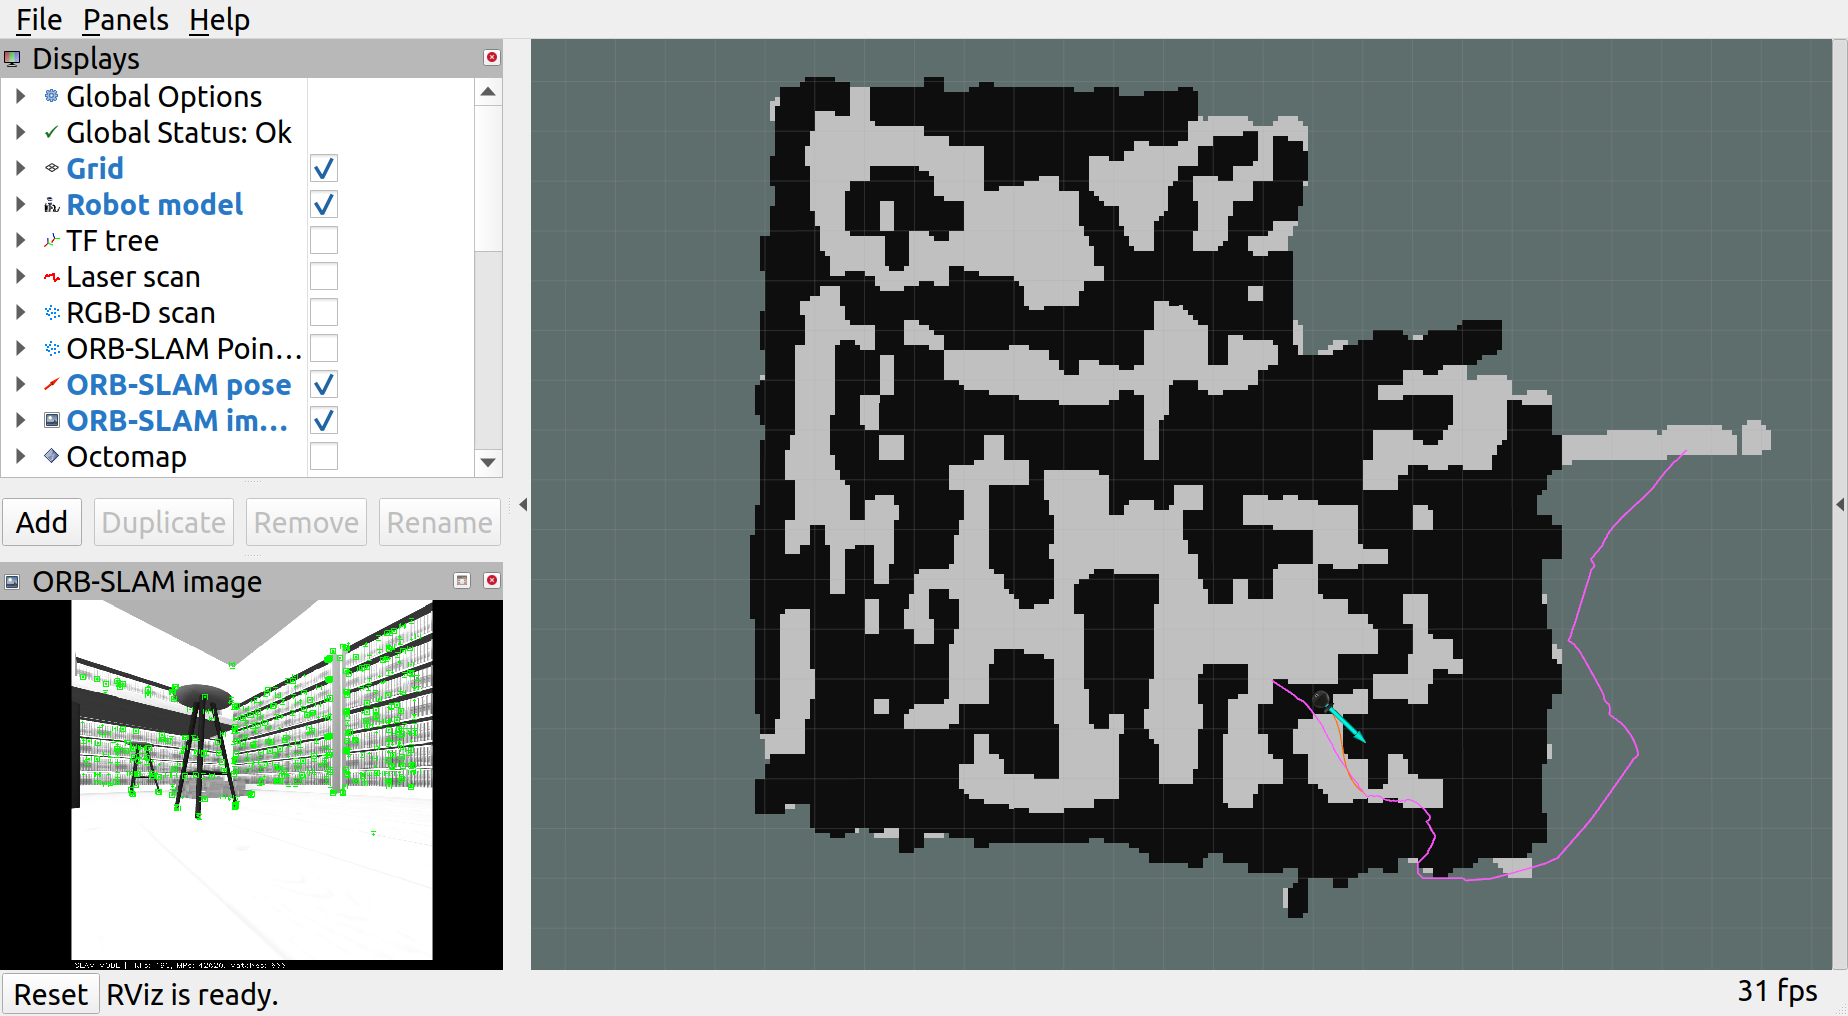 File Panels Help
Displays
Global Options
Global Status: Ok
Grid
Robot model
TF tree
Laser scan
RGB-D scan
ORB-SLAM Poin...
ORB-SLAM pose
ORB-SLAM im...
Octomap
Add Duplicate Remove Rename
ORB-SLAM image
SLAM MODE |
Reset RViz is ready.
31 fps